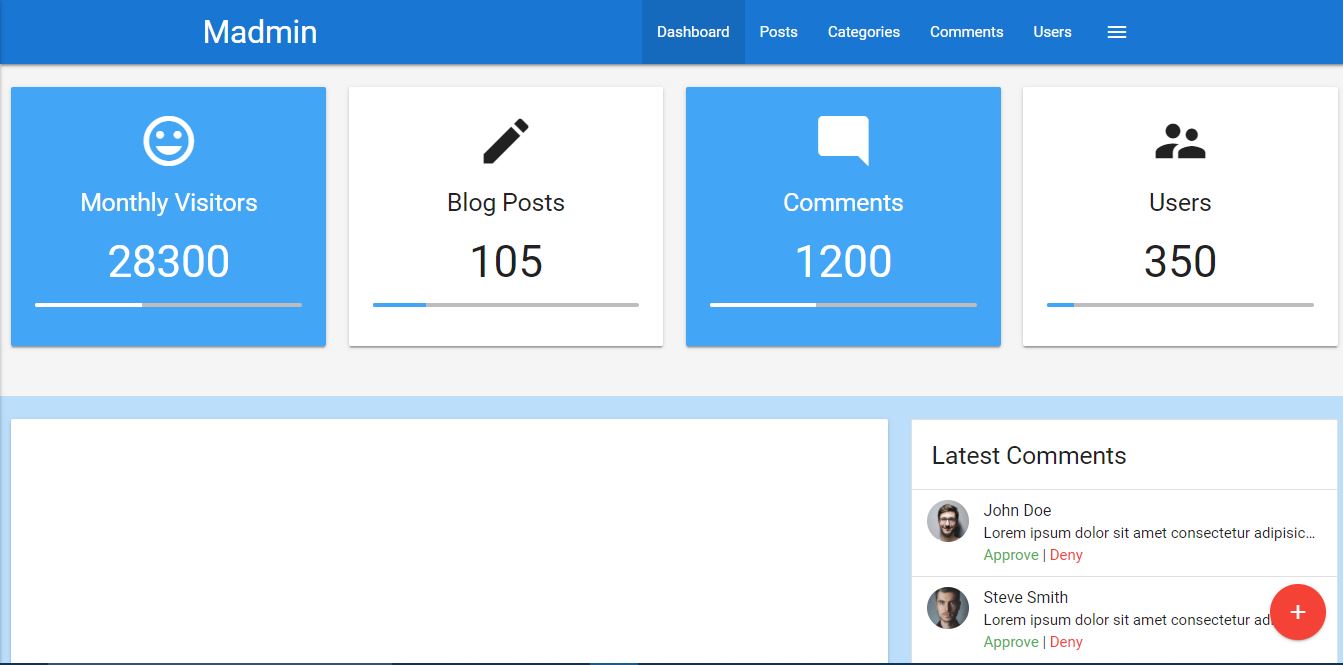 Madmin
Dashboard Posts Categories Comments Users
Monthly Visitors
28300
Blog Posts
105
Comments
1200
Users
350
Latest Comments
John Doe
Lorem ipsum dolor sit amet consectetur adipisic...
Approve | Deny
Steve Smith
Lorem ipsum dolor sit amet consectetur
Approve | Deny
+